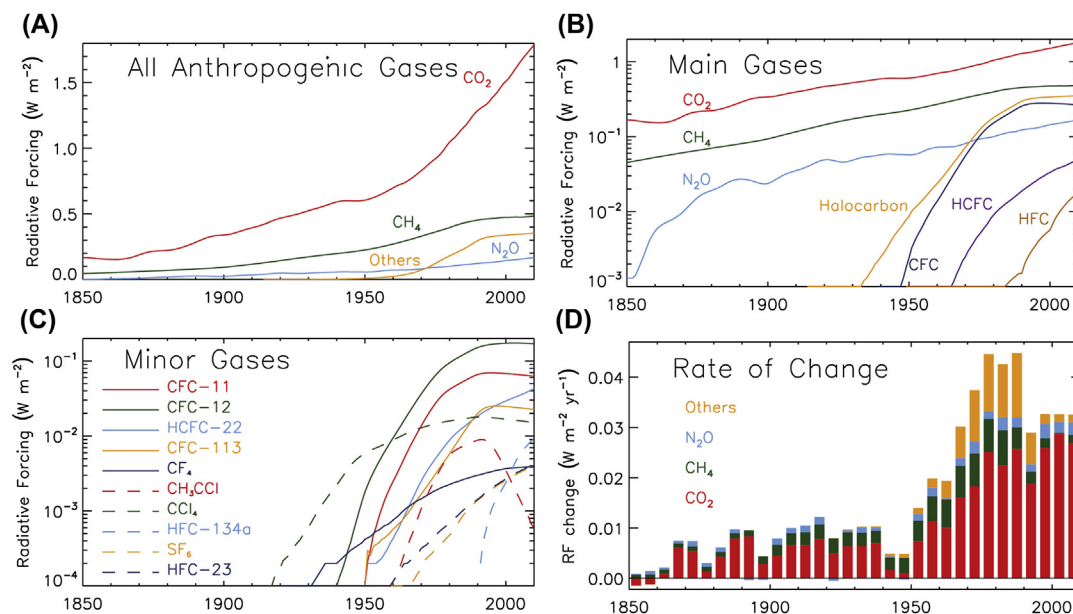 (A)
All Anthropogenic Gases
CO₂
CH₄
Others
N₂O
Radiative Forcing (W m⁻²)
1.5
1.0
0.5
0.0
1850 1900 1950 2000
(B)
Main Gases
CO₂
CH₄
N₂O
Halocarbon
CFC
HCFC
HFC
Radiative Forcing (W m⁻²)
1
10⁻¹
10⁻²
10⁻³
1850 1900 1950 2000
(C)
Minor Gases
CFC-11
CFC-12
HCFC-22
CFC-113
CF₄
CH₃CCl
CCl₄
HFC-134a
SF₆
HFC-23
Radiative Forcing (W m⁻²)
10⁻¹
10⁻²
10⁻³
10⁻⁴
1850 1900 1950 2000
(D)
Rate of Change
Others
N₂O
CH₄
CO₂
RF change (W m⁻² yr⁻¹)
0.04
0.03
0.02
0.01
0.00
1850 1900 1950 2000